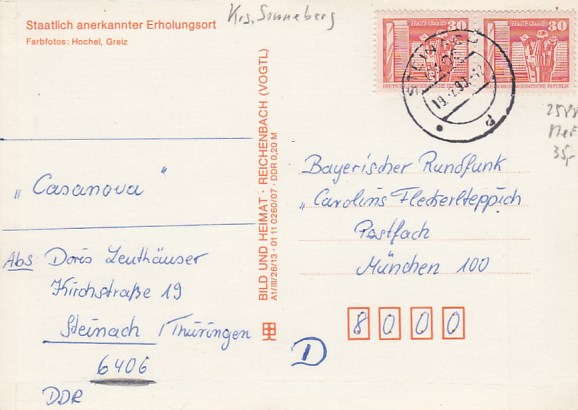 Staatlich anerkannter Erholungsort
Farbfotos: Hochel, Greiz
Krs. Sonneberg
30 30
„Casanova“
Abs Doris Leuthäuser
Kirchstraße 19
Steinach/Thüringen
6406
DDR
BILD UND HEIMAT · REICHENBACH (VOGTL)
A1/III/26/13 · 01 11 0260/07 · DDR 0,20 M
Bayerischer Rundfunk
„Carolins Fleckerlteppich
Postfach
München 100
8000
D
35,-